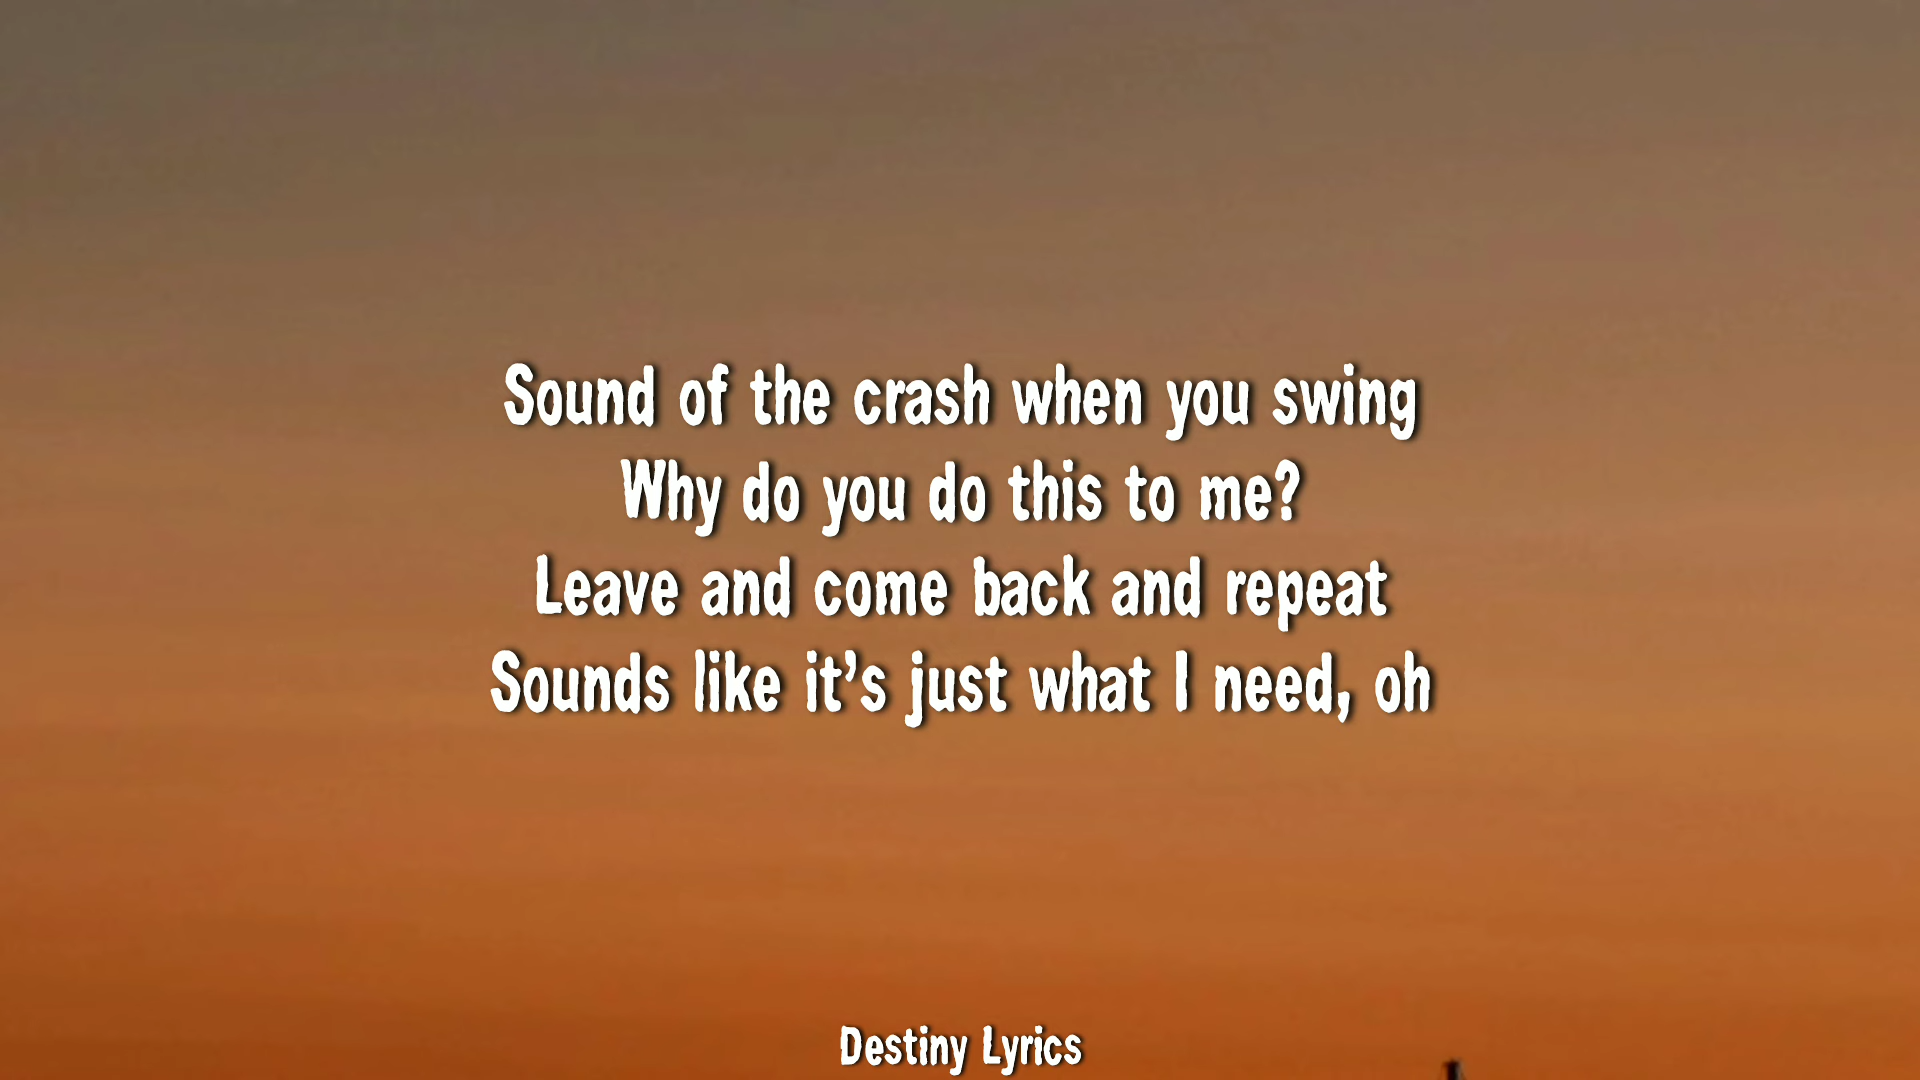 Sound of the crash when you swing
Why do you do this to me?
Leave and come back and repeat
Sounds like it's just what I need, oh
Destiny Lyrics